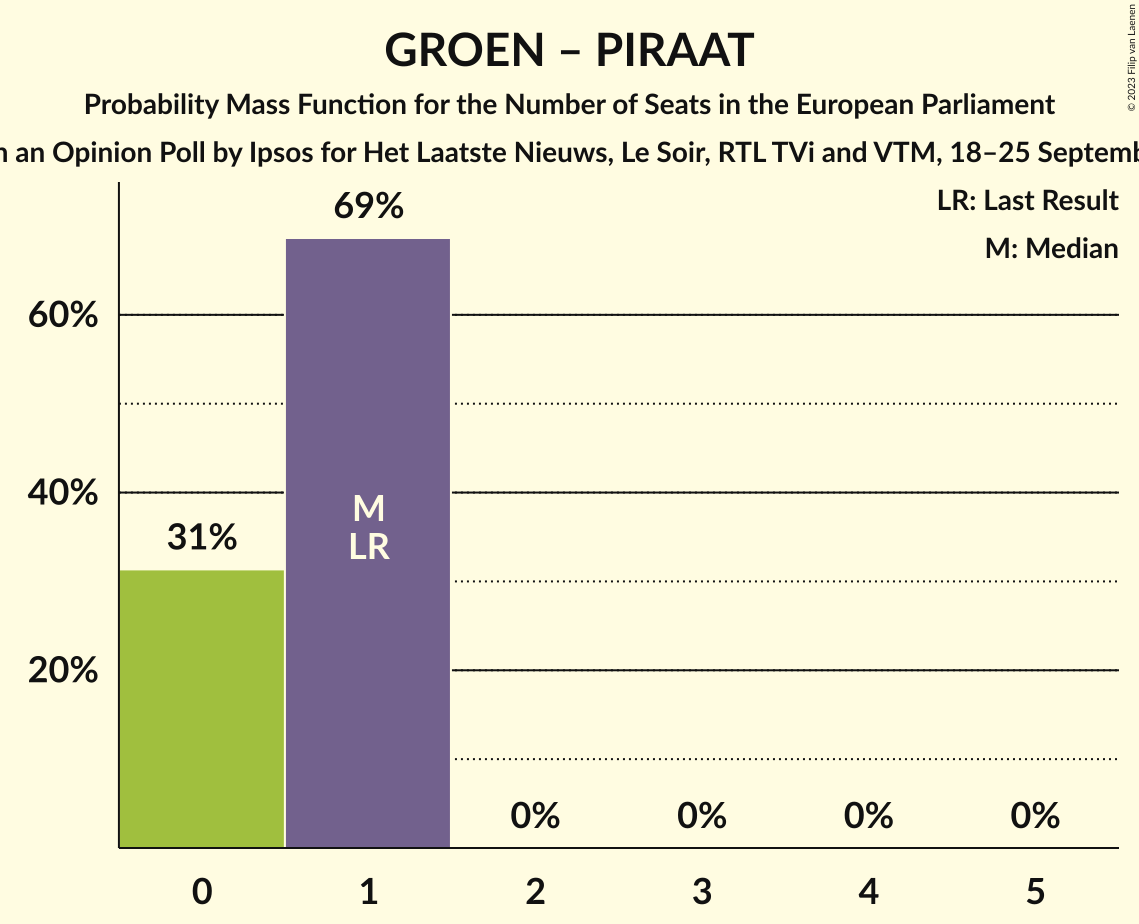 GROEN – PIRAAT
Probability Mass Function for the Number of Seats in the European Parliament
an Opinion Poll by Ipsos for Het Laatste Nieuws, Le Soir, RTL TVi and VTM, 18–25
LR: Last Result
M: Median
69%
60%
40%
31%
M
LR
20%
0% 0% 0% 0%
0 1 2 3 4 5
© 2023 Filip van Laenen